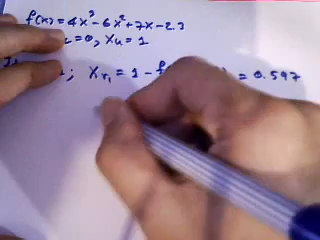 f(x) = 4x³ - 6x² + 7x - 2.3
= 0, Xu = 1
; Xr₁ = 1 - f( ) = 0.597